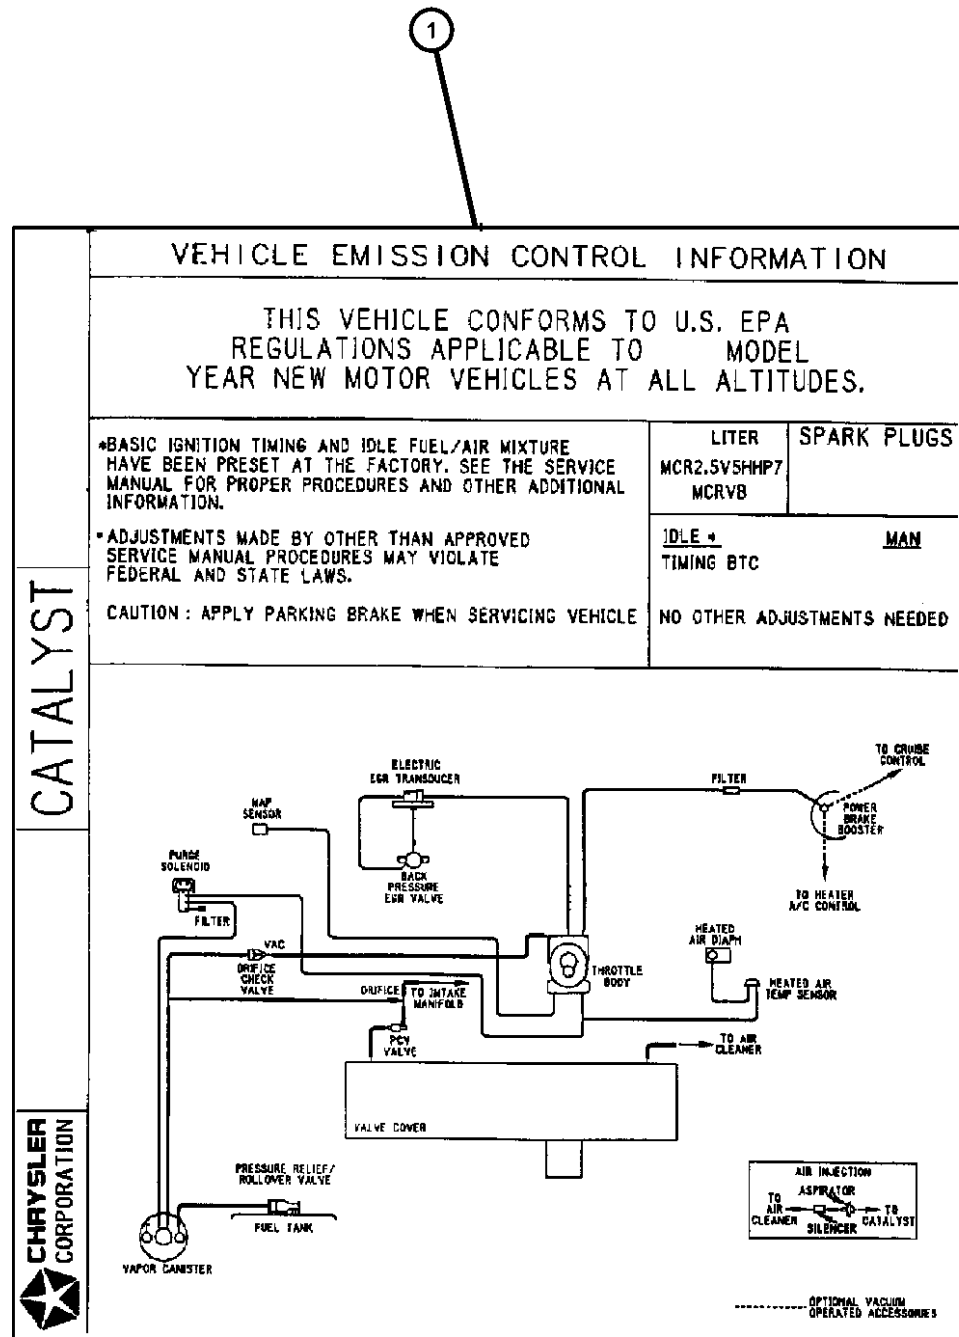 1
VEHICLE EMISSION CONTROL INFORMATION
THIS VEHICLE CONFORMS TO U.S. EPA
REGULATIONS APPLICABLE TO MODEL
YEAR NEW MOTOR VEHICLES AT ALL ALTITUDES.
*BASIC IGNITION TIMING AND IDLE FUEL/AIR MIXTURE
HAVE BEEN PRESET AT THE FACTORY. SEE THE SERVICE
MANUAL FOR PROPER PROCEDURES AND OTHER ADDITIONAL
INFORMATION.
•ADJUSTMENTS MADE BY OTHER THAN APPROVED
SERVICE MANUAL PROCEDURES MAY VIOLATE
FEDERAL AND STATE LAWS.
CAUTION : APPLY PARKING BRAKE WHEN SERVICING VEHICLE
LITER
MCR2.5V5HHP7
MCRVB
SPARK PLUGS
IDLE *
MAN
TIMING BTC
NO OTHER ADJUSTMENTS NEEDED
CATALYST
CHRYSLER
CORPORATION
ELECTRIC
EGR TRANSDUCER
MAP
SENSOR
BACK
PRESSURE
EGR VALVE
PURGE
SOLENOID
FILTER
FILTER
TO CRUISE
CONTROL
POWER
BRAKE
BOOSTER
TO HEATER
A/C CONTROL
VAC
ORIFICE
CHECK
VALVE
ORIFICE
TO INTAKE
MANIFOLD
PCV
VALVE
THROTTLE
BODY
HEATED
AIR DIAPH
HEATED AIR
TEMP SENSOR
TO AIR
CLEANER
VALVE COVER
PRESSURE RELIEF/
ROLLOVER VALVE
FUEL TANK
VAPOR CANISTER
AIR INJECTION
ASPIRATOR
TO
AIR
CLEANER
SILENCER
TO
CATALYST
OPTIONAL VACUUM
OPERATED ACCESSORIES